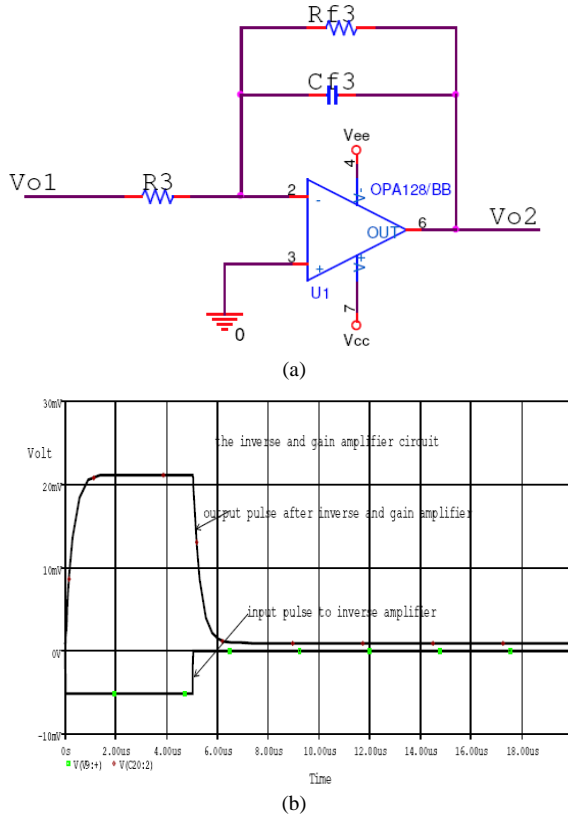 Rf3
Cf3
Vee
4
V-
OPA128/BB
Vo1
R3
2
-
6
OUT
Vo2
3
+
V+
U1
7
0
Vcc
(a)
30mV
Volt
the inverse and gain amplifier circuit
20mV
output pulse after inverse and gain amplifier
10mV
input pulse to inverse amplifier
0V
-10mV
0s 2.00us 4.00us 6.00us 8.00us 10.00us 12.00us 14.00us 16.00us 18.00us
V(V9:+) V(C20:2)
Time
(b)